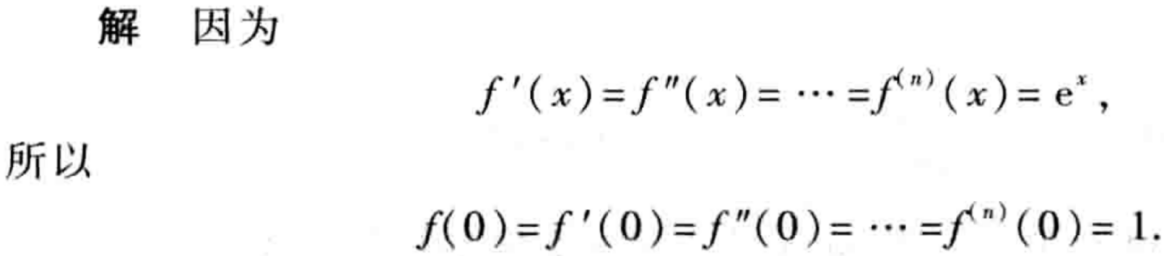 解 因为
f′(x)=f″(x)=⋯=f⁽ⁿ⁾(x)=eˣ,
所以
f(0)=f′(0)=f″(0)=⋯=f⁽ⁿ⁾(0)=1.